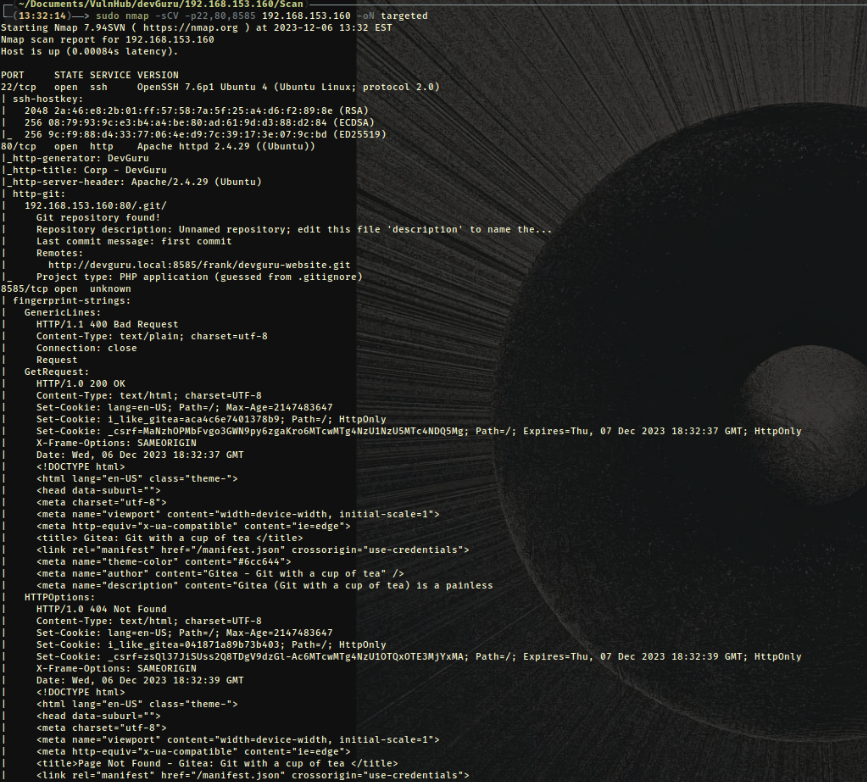 ~/Documents/VulnHub/devGuru/192.168.153.160/Scan
(13:32:14)──> sudo nmap -sCV -p22,80,8585 192.168.153.160 -oN targeted
Starting Nmap 7.94SVN ( https://nmap.org ) at 2023-12-06 13:32 EST
Nmap scan report for 192.168.153.160
Host is up (0.00084s latency).
PORT     STATE SERVICE VERSION
22/tcp   open  ssh     OpenSSH 7.6p1 Ubuntu 4 (Ubuntu Linux; protocol 2.0)
| ssh-hostkey:
|   2048 2a:46:e8:2b:01:ff:57:58:7a:5f:25:a4:d6:f2:89:8e (RSA)
|   256 08:79:93:9c:e3:b4:a4:be:80:ad:61:9d:d3:88:d2:84 (ECDSA)
|_  256 9c:f9:88:d4:33:77:06:4e:d9:7c:39:17:3e:07:9c:bd (ED25519)
80/tcp   open  http    Apache httpd 2.4.29 ((Ubuntu))
|_http-generator: DevGuru
|_http-title: Corp - DevGuru
|_http-server-header: Apache/2.4.29 (Ubuntu)
| http-git:
|   192.168.153.160:80/.git/
|     Git repository found!
|     Repository description: Unnamed repository; edit this file 'description' to name the...
|     Last commit message: first commit
|     Remotes:
|       http://devguru.local:8585/frank/devguru-website.git
|_    Project type: PHP application (guessed from .gitignore)
8585/tcp open  unknown
| fingerprint-strings:
|   GenericLines:
|     HTTP/1.1 400 Bad Request
|     Content-Type: text/plain; charset=utf-8
|     Connection: close
|     Request
|   GetRequest:
|     HTTP/1.0 200 OK
|     Content-Type: text/html; charset=UTF-8
|     Set-Cookie: lang=en-US; Path=/; Max-Age=2147483647
|     Set-Cookie: i_like_gitea=aca4c6e7401378b9; Path=/; HttpOnly
|     Set-Cookie: _csrf=MaNzhOPMbFvgo3GWN9py6zgaKro6MTcwMTg4NzU1NzU5MTc4NDQ5Mg; Path=/; Expires=Thu, 07 Dec 2023 18:32:37 GMT; HttpOnly
|     X-Frame-Options: SAMEORIGIN
|     Date: Wed, 06 Dec 2023 18:32:37 GMT
|     <!DOCTYPE html>
|     <html lang="en-US" class="theme-">
|     <head data-suburl="">
|     <meta charset="utf-8">
|     <meta name="viewport" content="width=device-width, initial-scale=1">
|     <meta http-equiv="x-ua-compatible" content="ie=edge">
|     <title> Gitea: Git with a cup of tea </title>
|     <link rel="manifest" href="/manifest.json" crossorigin="use-credentials">
|     <meta name="theme-color" content="#6cc644">
|     <meta name="author" content="Gitea - Git with a cup of tea" />
|     <meta name="description" content="Gitea (Git with a cup of tea) is a painless
|   HTTPOptions:
|     HTTP/1.0 404 Not Found
|     Content-Type: text/html; charset=UTF-8
|     Set-Cookie: lang=en-US; Path=/; Max-Age=2147483647
|     Set-Cookie: i_like_gitea=041871a89b73b403; Path=/; HttpOnly
|     Set-Cookie: _csrf=zsQl37JiSUss2Q8TDgV9dzGl-Ac6MTcwMTg4NzU1OTQxOTE3MjYxMA; Path=/; Expires=Thu, 07 Dec 2023 18:32:39 GMT; HttpOnly
|     X-Frame-Options: SAMEORIGIN
|     Date: Wed, 06 Dec 2023 18:32:39 GMT
|     <!DOCTYPE html>
|     <html lang="en-US" class="theme-">
|     <head data-suburl="">
|     <meta charset="utf-8">
|     <meta name="viewport" content="width=device-width, initial-scale=1">
|     <meta http-equiv="x-ua-compatible" content="ie=edge">
|     <title>Page Not Found - Gitea: Git with a cup of tea </title>
|     <link rel="manifest" href="/manifest.json" crossorigin="use-credentials">